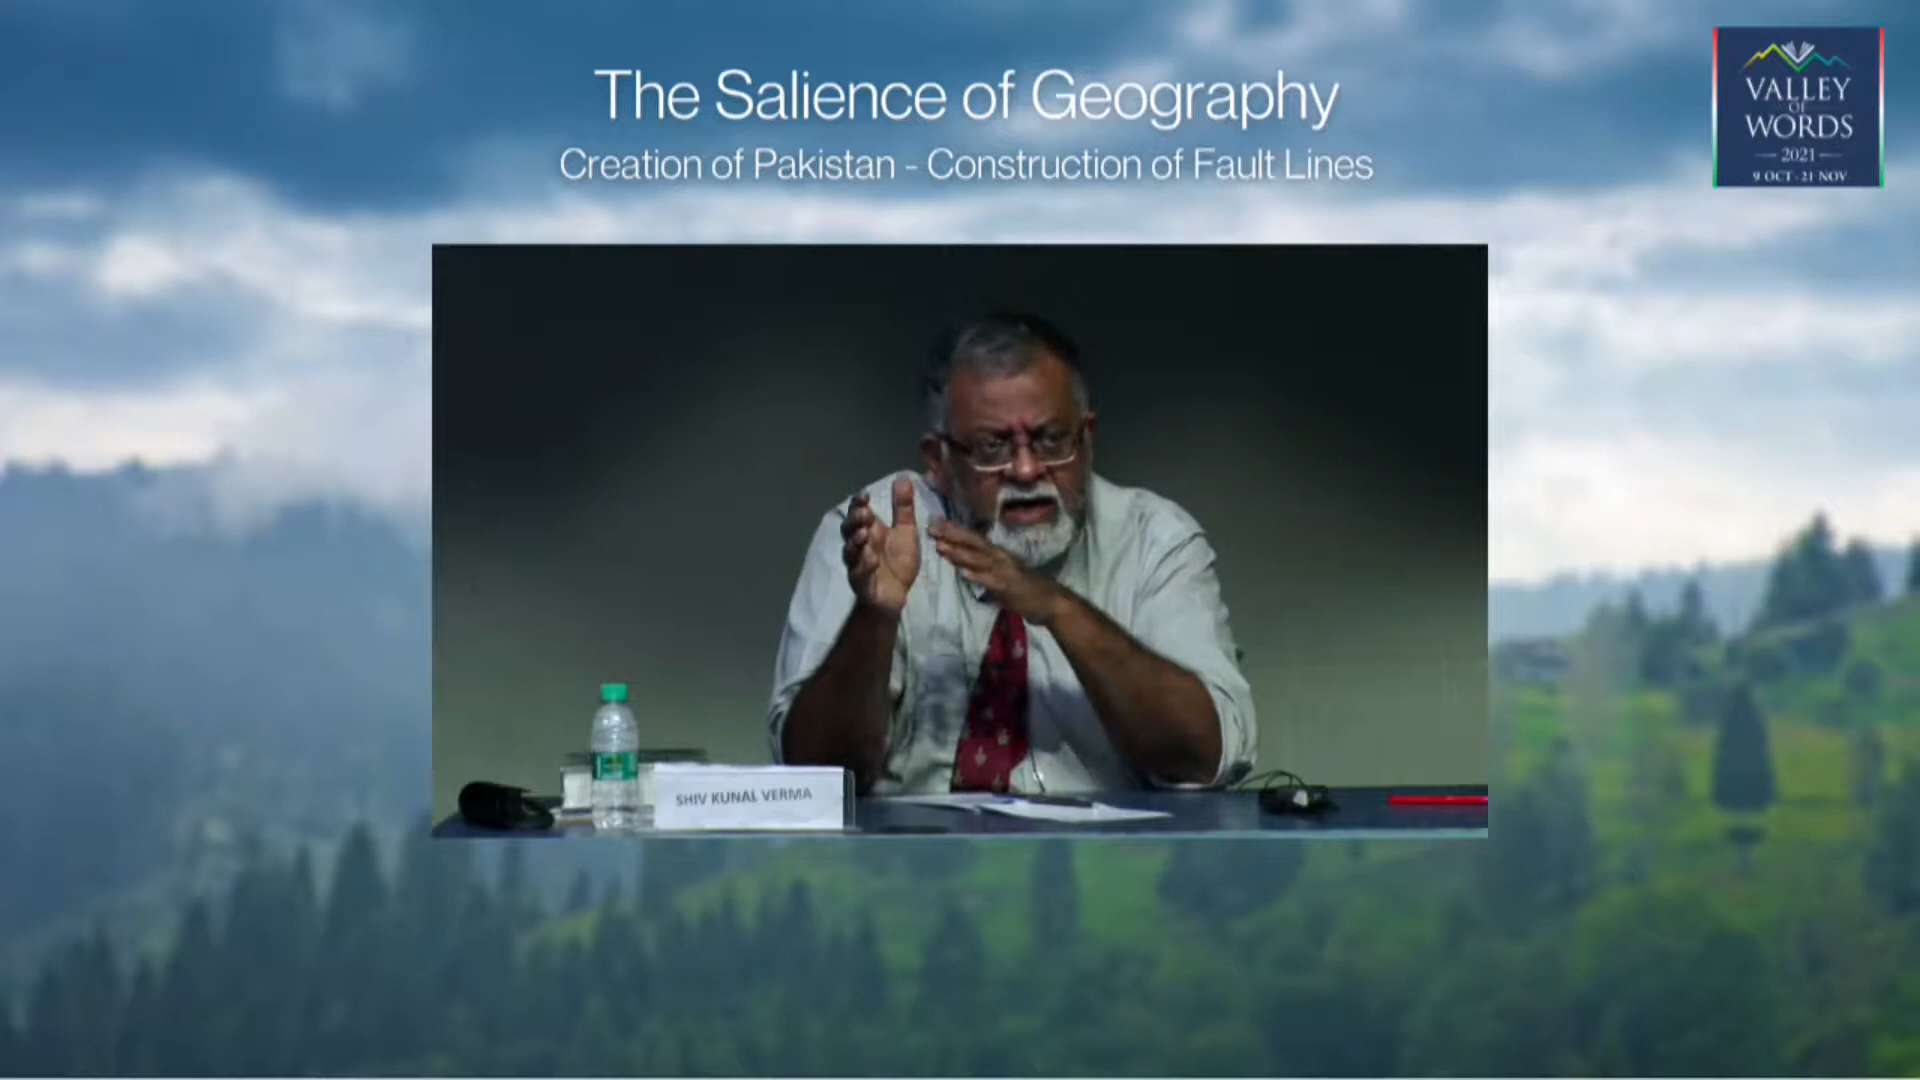 The Salience of Geography
Creation of Pakistan - Construction of Fault Lines
VALLEY
OF
WORDS
2021
9 OCT - 21 NOV
SHIV KUNAL VERMA